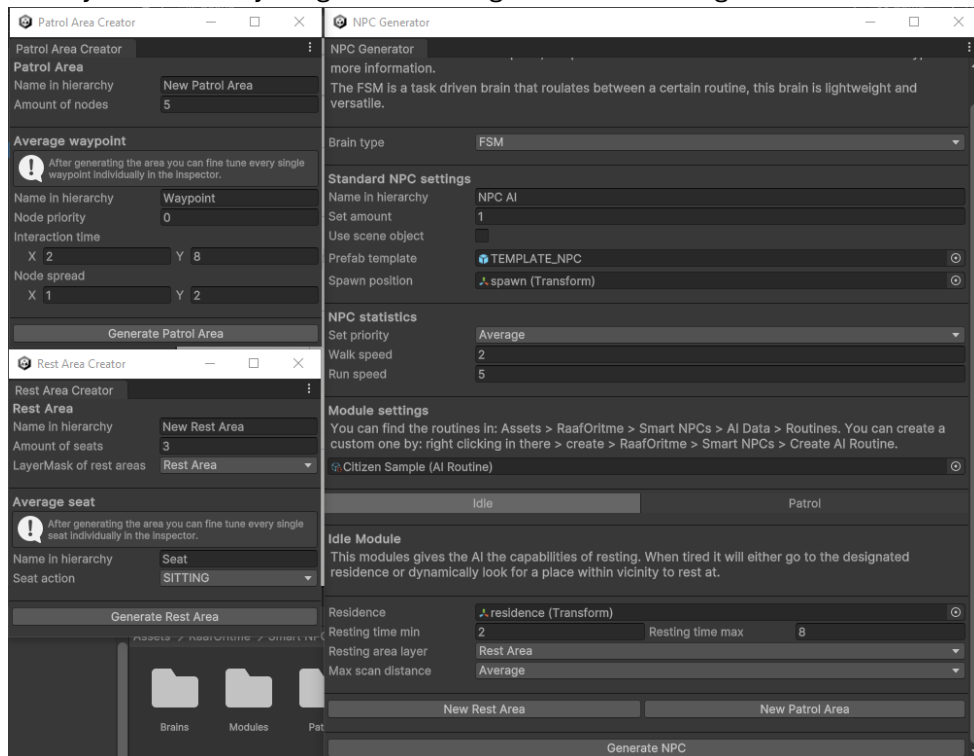 Patrol Area Creator
Patrol Area Creator
Patrol Area
Name in hierarchy New Patrol Area
Amount of nodes 5
Average waypoint
After generating the area you can fine tune every single
waypoint individually in the inspector.
Name in hierarchy Waypoint
Node priority 0
Interaction time
X 2 Y 8
Node spread
X 1 Y 2
Generate Patrol Area
Rest Area Creator
Rest Area Creator
Rest Area
Name in hierarchy New Rest Area
Amount of seats 3
LayerMask of rest areas Rest Area
Average seat
After generating the area you can fine tune every single
seat individually in the inspector.
Name in hierarchy Seat
Seat action SITTING
Generate Rest Area
Brains Modules Pat
NPC Generator
NPC Generator
more information.
The FSM is a task driven brain that roulates between a certain routine, this brain is lightweight and
versatile.
Brain type FSM
Standard NPC settings
Name in hierarchy NPC AI
Set amount 1
Use scene object
Prefab template TEMPLATE_NPC
Spawn position spawn (Transform)
NPC statistics
Set priority Average
Walk speed 2
Run speed 5
Module settings
You can find the routines in: Assets > RaafOritme > Smart NPCs > AI Data > Routines. You can create a
custom one by: right clicking in there > create > RaafOritme > Smart NPCs > Create AI Routine.
Citizen Sample (AI Routine)
Idle Patrol
Idle Module
This modules gives the AI the capabilities of resting. When tired it will either go to the designated
residence or dynamically look for a place within vicinity to rest at.
Residence residence (Transform)
Resting time min 2 Resting time max 8
Resting area layer Rest Area
Max scan distance Average
New Rest Area New Patrol Area
Generate NPC